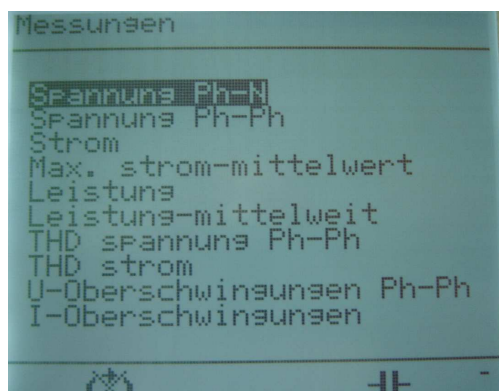 Messungen
Spannung Ph-N
Spannung Ph-Ph
Strom
Max. strom-mittelwert
Leistung
Leistung-mittelweit
THD spannung Ph-Ph
THD strom
U-Oberschwingungen Ph-Ph
I-Oberschwingungen